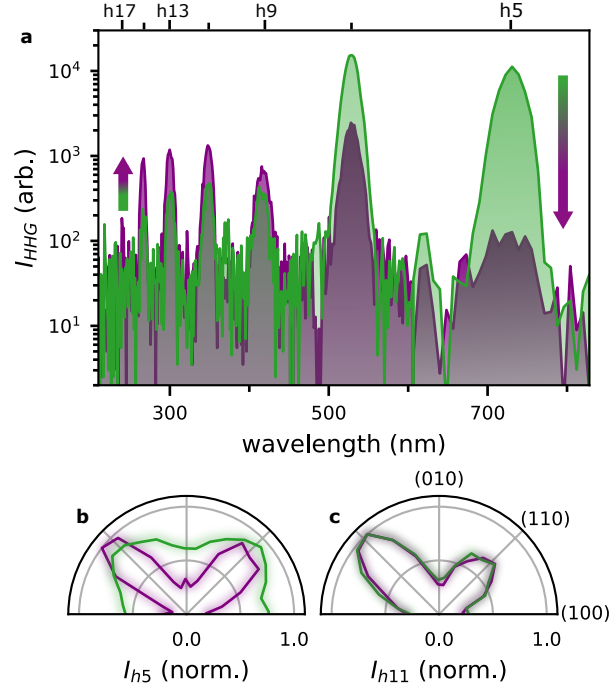 h17 h13 h9 h5
a
10⁴
10³
10²
10¹
I_HHG (arb.)
300 500 700
wavelength (nm)
b
0.0 1.0
I_h5 (norm.)
c
(010)
(110)
(100)
0.0 1.0
I_h11 (norm.)